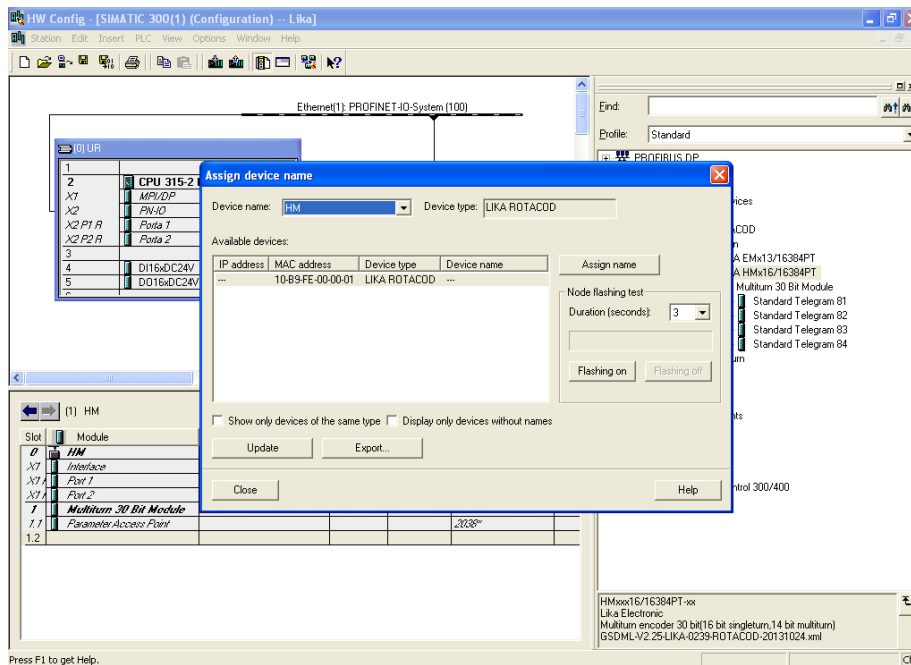 HW Config - [SIMATIC 300(1) (Configuration) -- Lika]
Station Edit Insert PLC View Options Window Help
Ethernet(1): PROFINET-IO-System (100)
(0) UR
1
2 CPU 315-2
X1 MPI/DP
X2 PN-IO
X2 P1 R Porta 1
X2 P2 R Porta 2
3
4 DI16xDC24V
5 DO16xDC24V
Find:
Profile: Standard
PROFIBUS DP
Assign device name
Device name: HM
Device type: LIKA ROTACOD
Available devices:
IP address MAC address Device type Device name
--- 10-B9-FE-00-00-01 LIKA ROTACOD ---
Assign name
Node flashing test
Duration (seconds): 3
Flashing on Flashing off
Show only devices of the same type Display only devices without names
Update Export...
Close Help
ices
COD
n
A EMx13/16384PT
A HMx16/16384PT
Multiturn 30 Bit Module
Standard Telegram 81
Standard Telegram 82
Standard Telegram 83
Standard Telegram 84
urn
ts
ntrol 300/400
(1) HM
Slot Module
0 HM
X1 Interface
X1 Port 1
X1 Port 2
1 Multiturn 30 Bit Module
1.1 Parameter Access Point 2038*
1.2
HMxxx16/16384PT-xx
Lika Electronic
Multiturn encoder 30 bit(16 bit singleturn,14 bit multiturn)
GSDML-V2.25-LIKA-0239-ROTACOD-20131024.xml
Press F1 to get Help.